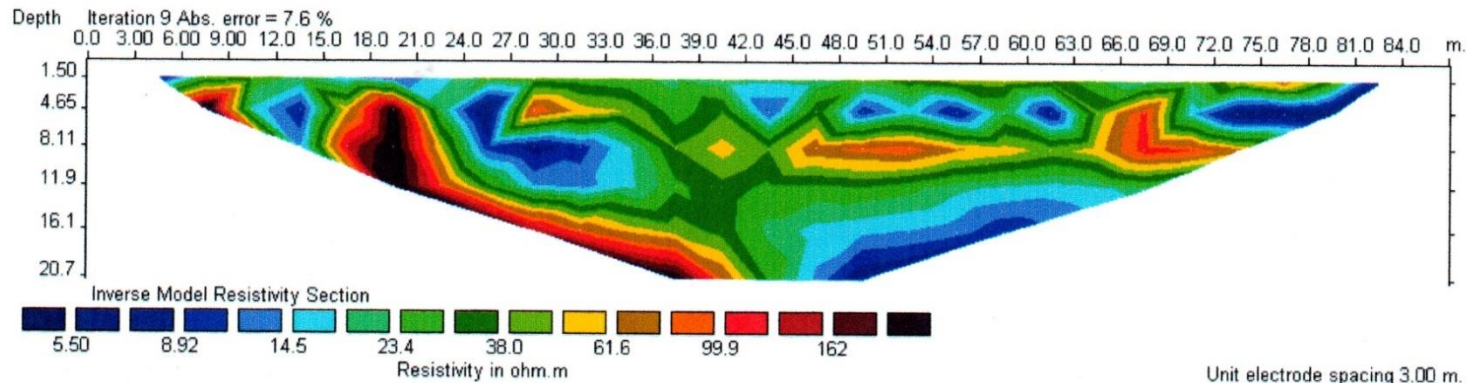 Depth Iteration 9 Abs. error = 7.6 %
0.0 3.00 6.00 9.00 12.0 15.0 18.0 21.0 24.0 27.0 30.0 33.0 36.0 39.0 42.0 45.0 48.0 51.0 54.0 57.0 60.0 63.0 66.0 69.0 72.0 75.0 78.0 81.0 84.0 m.
1.50
4.65
8.11
11.9
16.1
20.7
Inverse Model Resistivity Section
5.50 8.92 14.5 23.4 38.0 61.6 99.9 162
Resistivity in ohm.m
Unit electrode spacing 3.00 m.